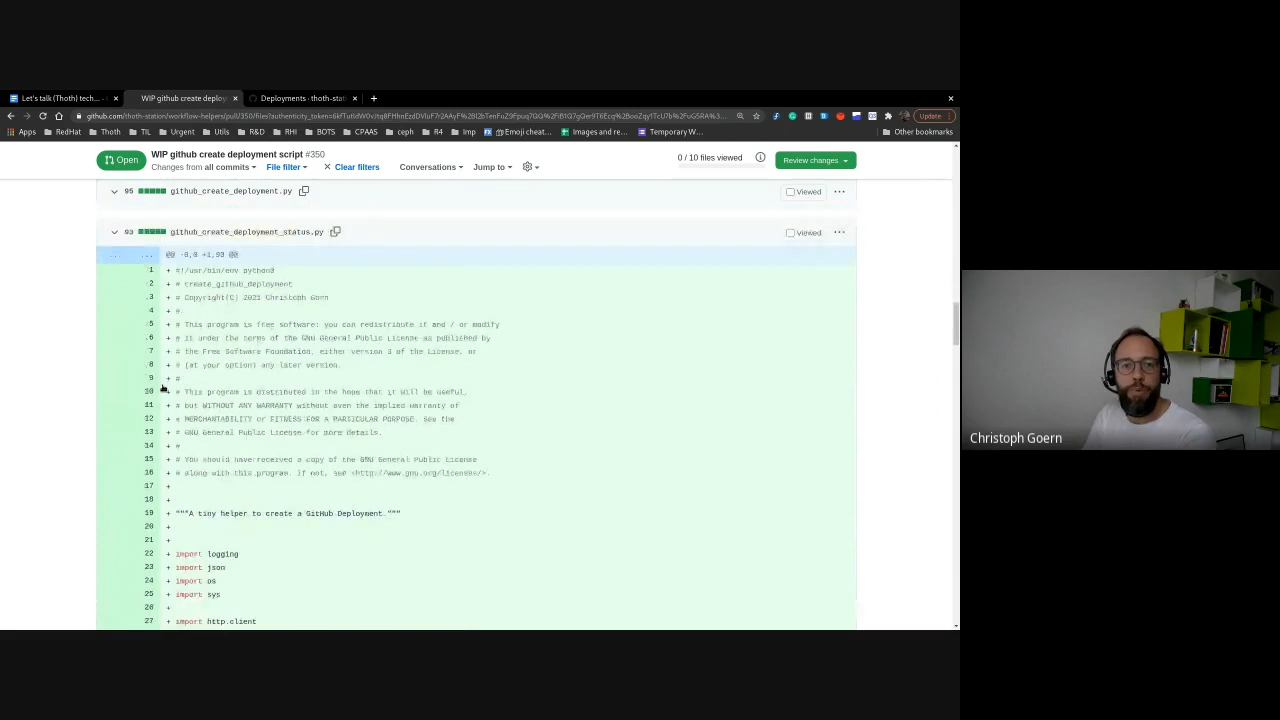 Let's talk (Thoth) tech...
WIP github create deploy
Deployments · thoth-stat
Update
Apps RedHat Thoth TIL Urgent Utils R&D RHI BOTS CPAAS ceph R4 Imp Emoji cheat... Images and re... Temporary W... Other bookmarks
Open
WIP github create deployment script #350
Changes from all commits File filter Clear filters Conversations Jump to
0 / 10 files viewed
Review changes
95 github_create_deployment.py Viewed
93 github_create_deployment_status.py Viewed
... ... @@ -0,0 +1,93 @@
1 + #!/usr/bin/env python3
2 + # create_github_deployment
3 + # Copyright(C) 2021 Christoph Görn
4 + #
5 + # This program is free software: you can redistribute it and / or modify
6 + # it under the terms of the GNU General Public License as published by
7 + # the Free Software Foundation, either version 3 of the License, or
8 + # (at your option) any later version.
9 + #
10 + # This program is distributed in the hope that it will be useful,
11 + # but WITHOUT ANY WARRANTY without even the implied warranty of
12 + # MERCHANTABILITY or FITNESS FOR A PARTICULAR PURPOSE. See the
13 + # GNU General Public License for more details.
14 + #
15 + # You should have received a copy of the GNU General Public License
16 + # along with this program. If not, see <http://www.gnu.org/licenses/>.
17 +
18 +
19 + """A tiny helper to create a GitHub Deployment."""
20 +
21 +
22 + import logging
23 + import json
24 + import os
25 + import sys
26 +
27 + import http.client
Christoph Goern